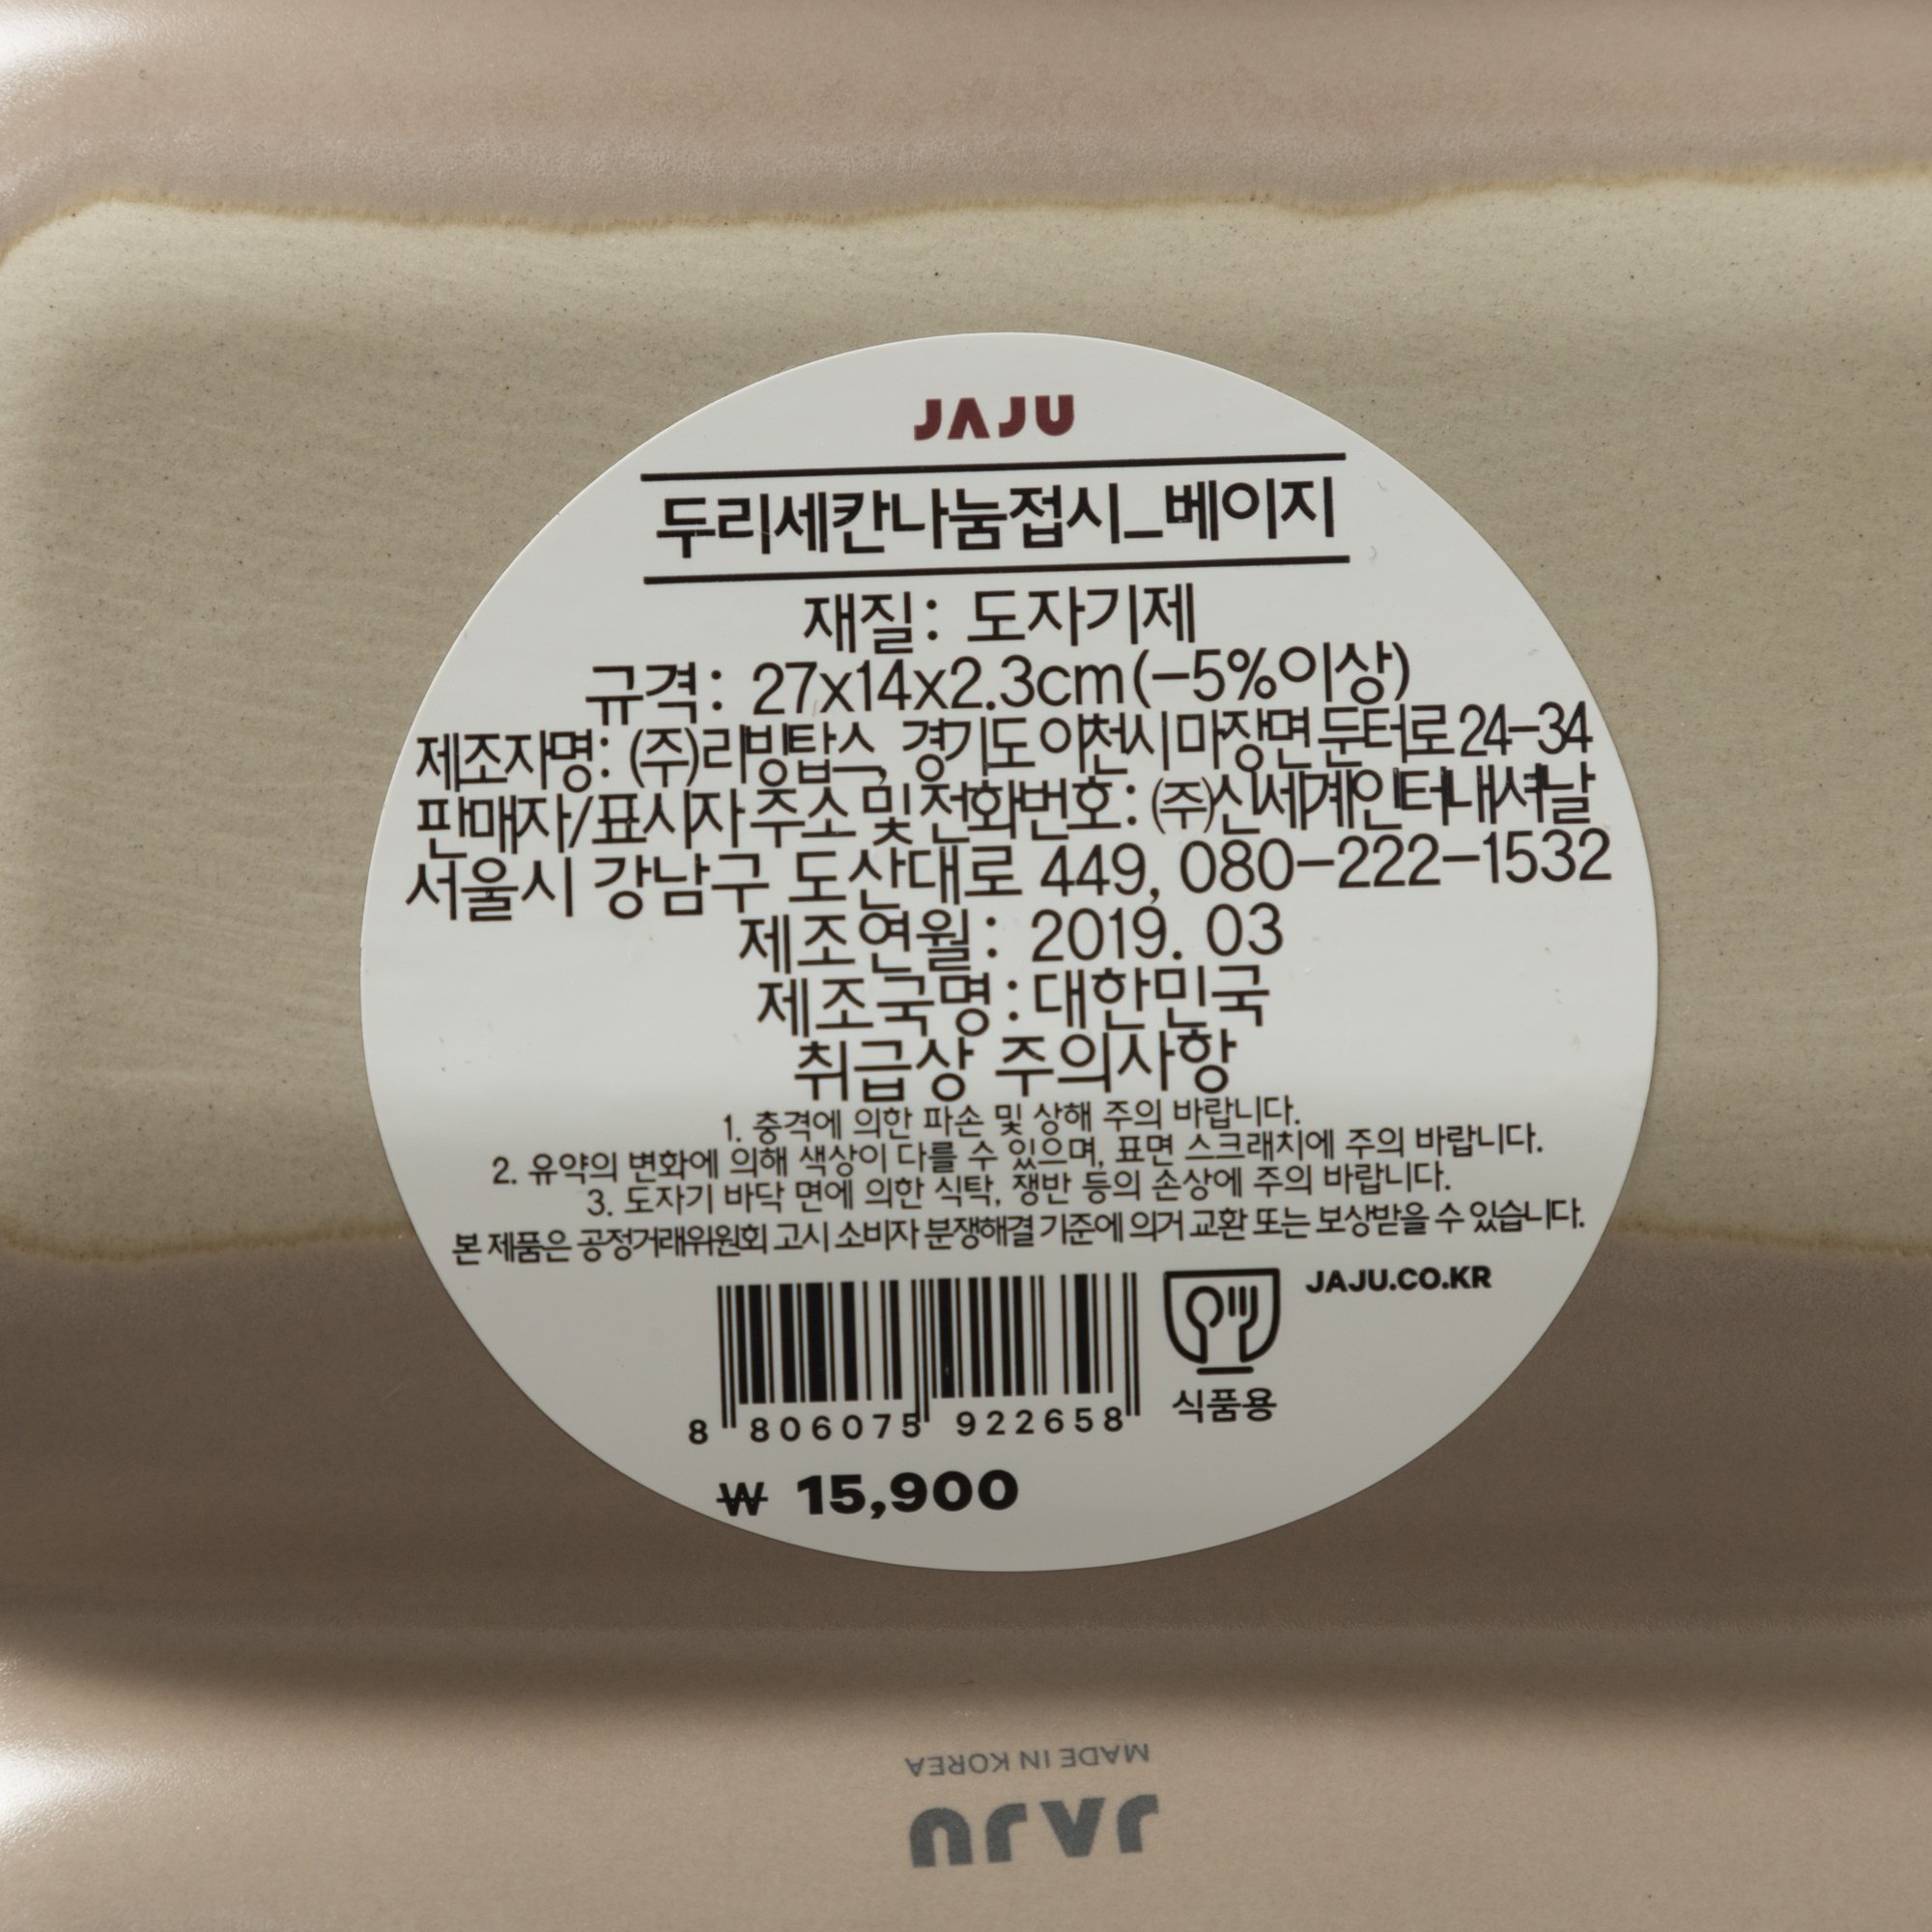 JAJU
두리세칸나눔접시_베이지
재질: 도자기제
규격: 27x14x2.3cm(-5%이상)
제조자명: (주)리빙탑스, 경기도 이천시 마장면 둔터로 24-34
판매자/표시자 주소 및 전화번호: (주)신세계인터내셔날
서울시 강남구 도산대로 449, 080-222-1532
제조연월: 2019. 03
제조국명:대한민국
취급상 주의사항
1. 충격에 의한 파손 및 상해 주의 바랍니다.
2. 유약의 변화에 의해 색상이 다를 수 있으며, 표면 스크래치에 주의 바랍니다.
3. 도자기 바닥 면에 의한 식탁, 쟁반 등의 손상에 주의 바랍니다.
본 제품은 공정거래위원회 고시 소비자 분쟁해결 기준에 의거 교환 또는 보상받을 수 있습니다.
JAJU.CO.KR
8 806075 922658
식품용
₩ 15,900
JAJU
MADE IN KOREA